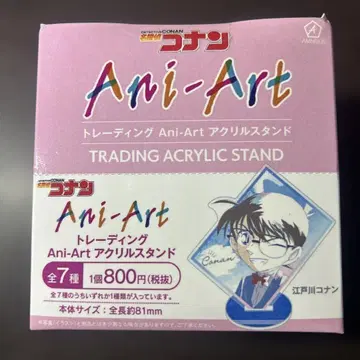 名探偵コナン
DETECTIVE CONAN
Ani-Art
トレーディング Ani-Art アクリルスタンド
TRADING ACRYLIC STAND
名探偵コナン
Ani-Art
トレーディング
Ani-Art アクリルスタンド
全7種
1個800円(税抜)
全7種のうちいずれか1種類が入っています。
本体サイズ：全長約81mm
Conan
江戸川コナン